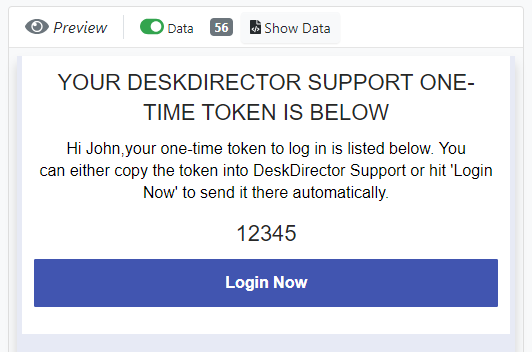 Preview Data 56 Show Data
YOUR DESKDIRECTOR SUPPORT ONE-
TIME TOKEN IS BELOW
Hi John,your one-time token to log in is listed below. You
can either copy the token into DeskDirector Support or hit 'Login
Now' to send it there automatically.
12345
Login Now